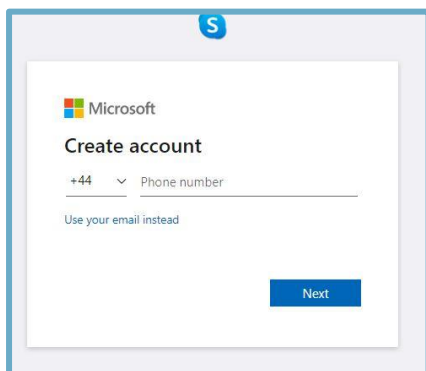 S
Microsoft
Create account
+44 Phone number
Use your email instead
Next